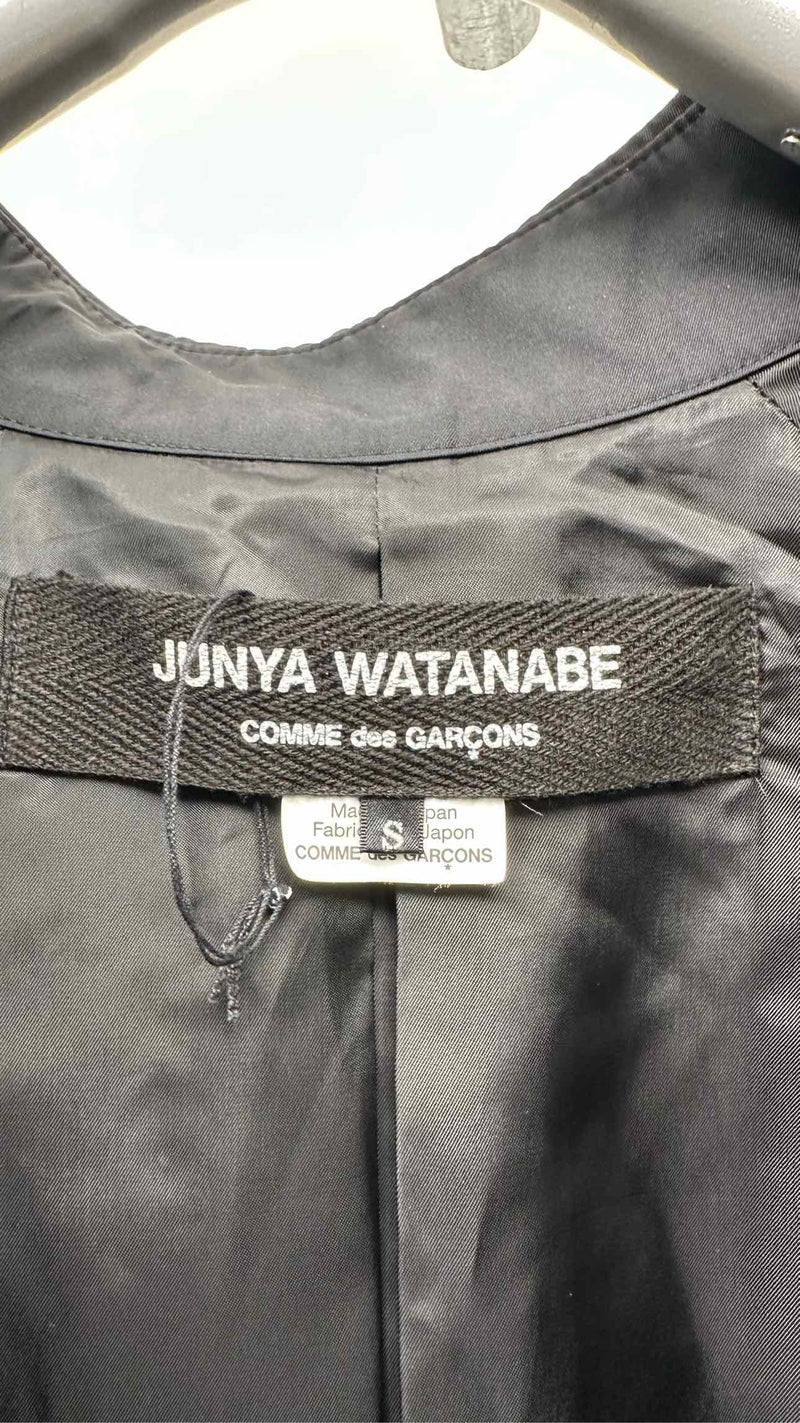 JUNYA WATANABE
COMME des GARÇONS
Japon
S
COMME des GARÇONS